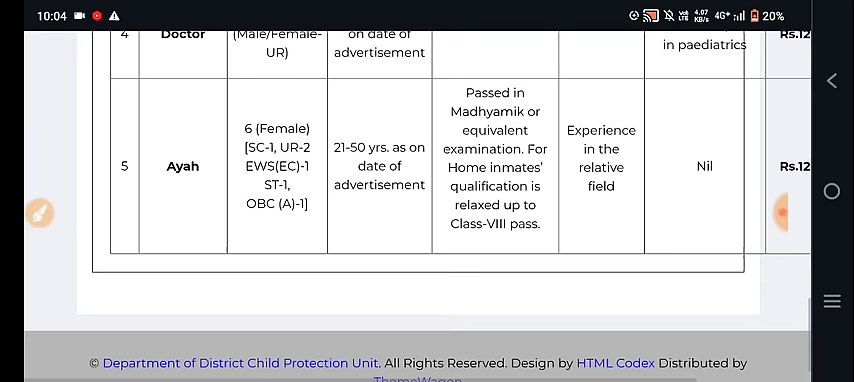 10:04
4.07
KB/s
4G+
20%
4
Doctor
(Male/Female-
UR)
on date of
advertisement
in paediatrics
Rs.12
5
Ayah
6 (Female)
[SC-1, UR-2
EWS(EC)-1
ST-1,
OBC (A)-1]
21-50 yrs. as on
date of
advertisement
Passed in
Madhyamik or
equivalent
examination. For
Home inmates'
qualification is
relaxed up to
Class-VIII pass.
Experience
in the
relative
field
Nil
Rs.12
© Department of District Child Protection Unit. All Rights Reserved. Design by HTML Codex Distributed by
ThemeWagon